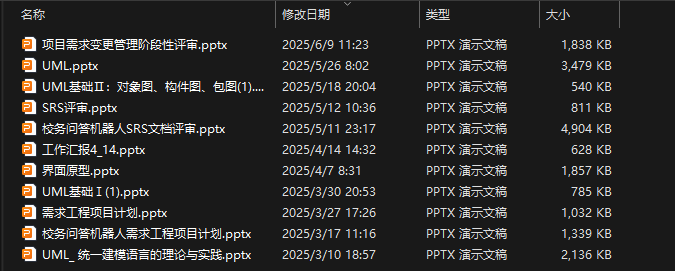 名称 修改日期 类型 大小
项目需求变更管理阶段性评审.pptx 2025/6/9 11:23 PPTX 演示文稿 1,838 KB
UML.pptx 2025/5/26 8:02 PPTX 演示文稿 3,479 KB
UML基础Ⅱ：对象图、构件图、包图(1).... 2025/5/18 20:04 PPTX 演示文稿 540 KB
SRS评审.pptx 2025/5/12 10:36 PPTX 演示文稿 811 KB
校务问答机器人SRS文档评审.pptx 2025/5/11 23:17 PPTX 演示文稿 4,904 KB
工作汇报4_14.pptx 2025/4/14 14:32 PPTX 演示文稿 628 KB
界面原型.pptx 2025/4/7 8:31 PPTX 演示文稿 1,857 KB
UML基础Ⅰ(1).pptx 2025/3/30 20:53 PPTX 演示文稿 785 KB
需求工程项目计划.pptx 2025/3/27 17:26 PPTX 演示文稿 1,032 KB
校务问答机器人需求工程项目计划.pptx 2025/3/17 11:16 PPTX 演示文稿 1,339 KB
UML_ 统一建模语言的理论与实践.pptx 2025/3/10 18:57 PPTX 演示文稿 2,136 KB